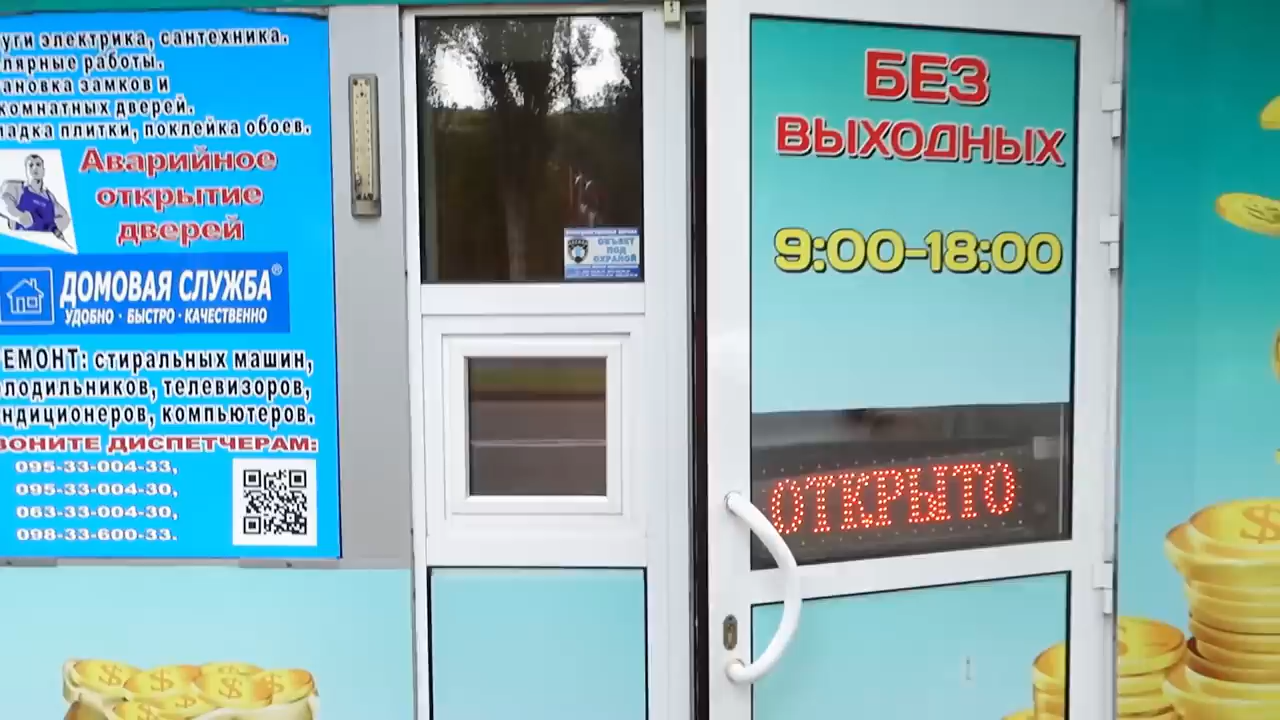 уги электрика, сантехника.
лярные работы.
ановка замков и
комнатных дверей.
ладка плитки, поклейка обоев.
Аварийное
открытие
дверей
ДОМОВАЯ СЛУЖБА®
УДОБНО · БЫСТРО · КАЧЕСТВЕННО
ЕМОНТ: стиральных машин,
лодильников, телевизоров,
ндиционеров, компьютеров.
ВОНИТЕ ДИСПЕТЧЕРАМ:
095-33-004-33,
095-33-004-30,
063-33-004-30,
098-33-600-33.
ОБЪЕКТ
ПОД
ОХРАНОЙ
БЕЗ
ВЫХОДНЫХ
9:00-18:00
ОТКРЫТО